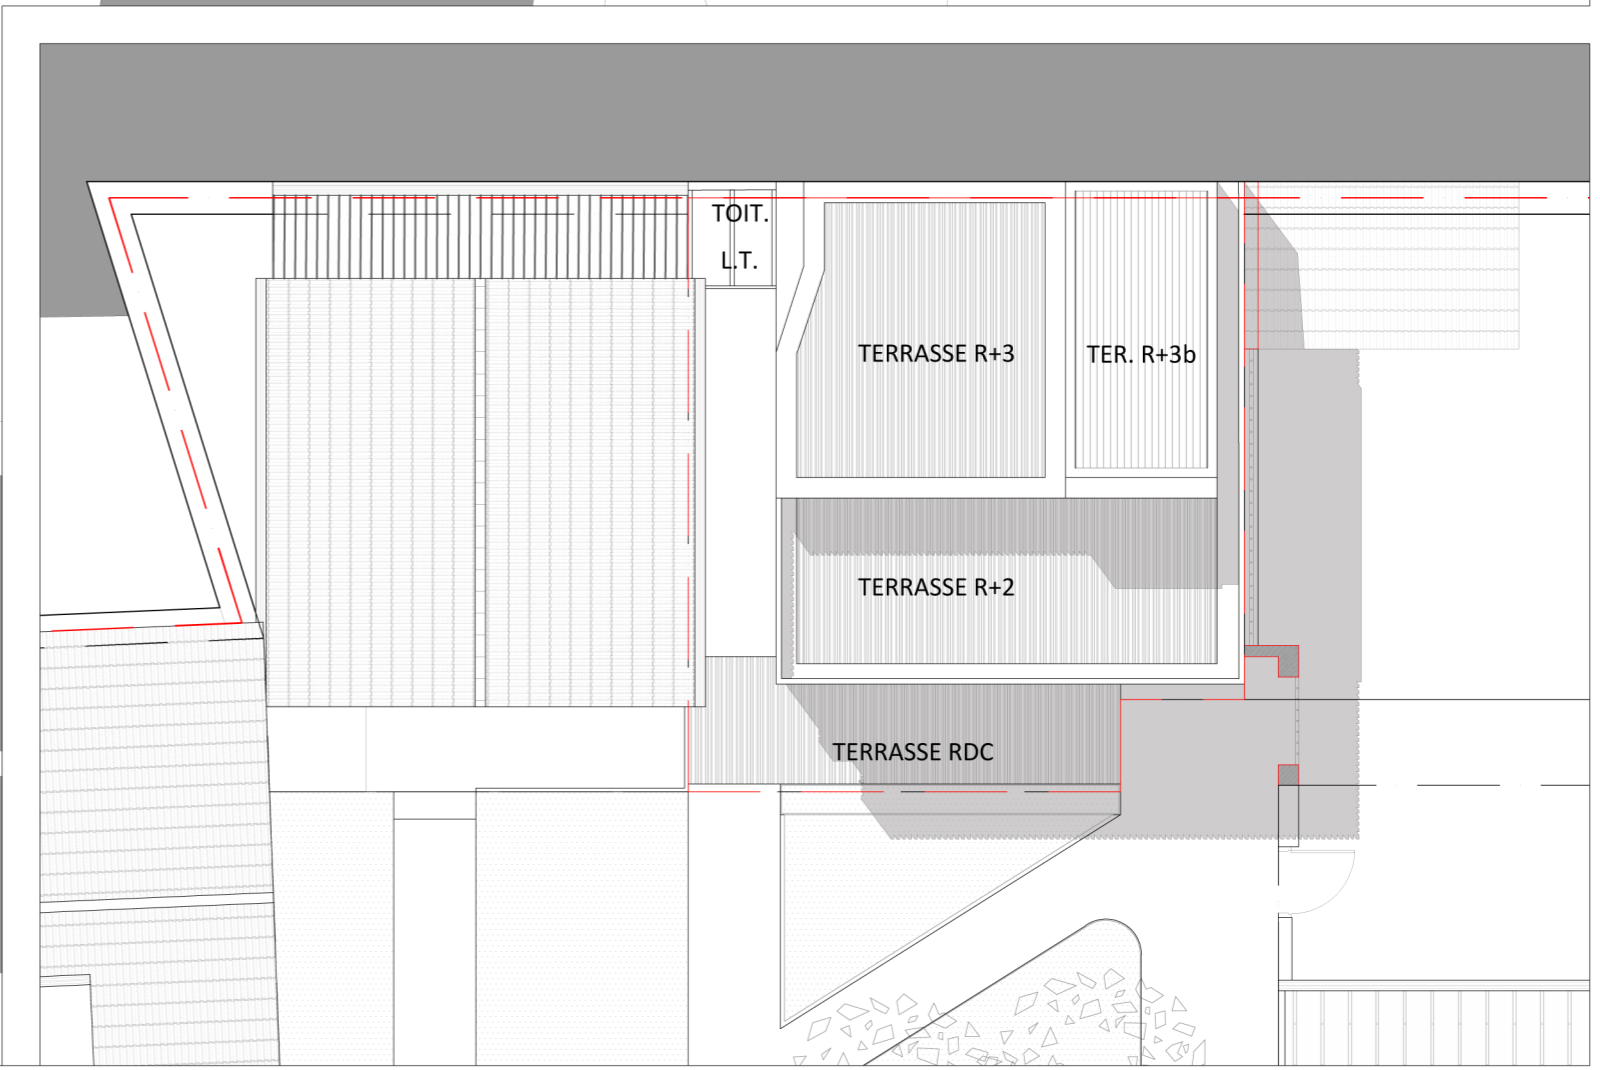 TOIT.
L.T.
TERRASSE R+3
TER. R+3b
TERRASSE R+2
TERRASSE RDC